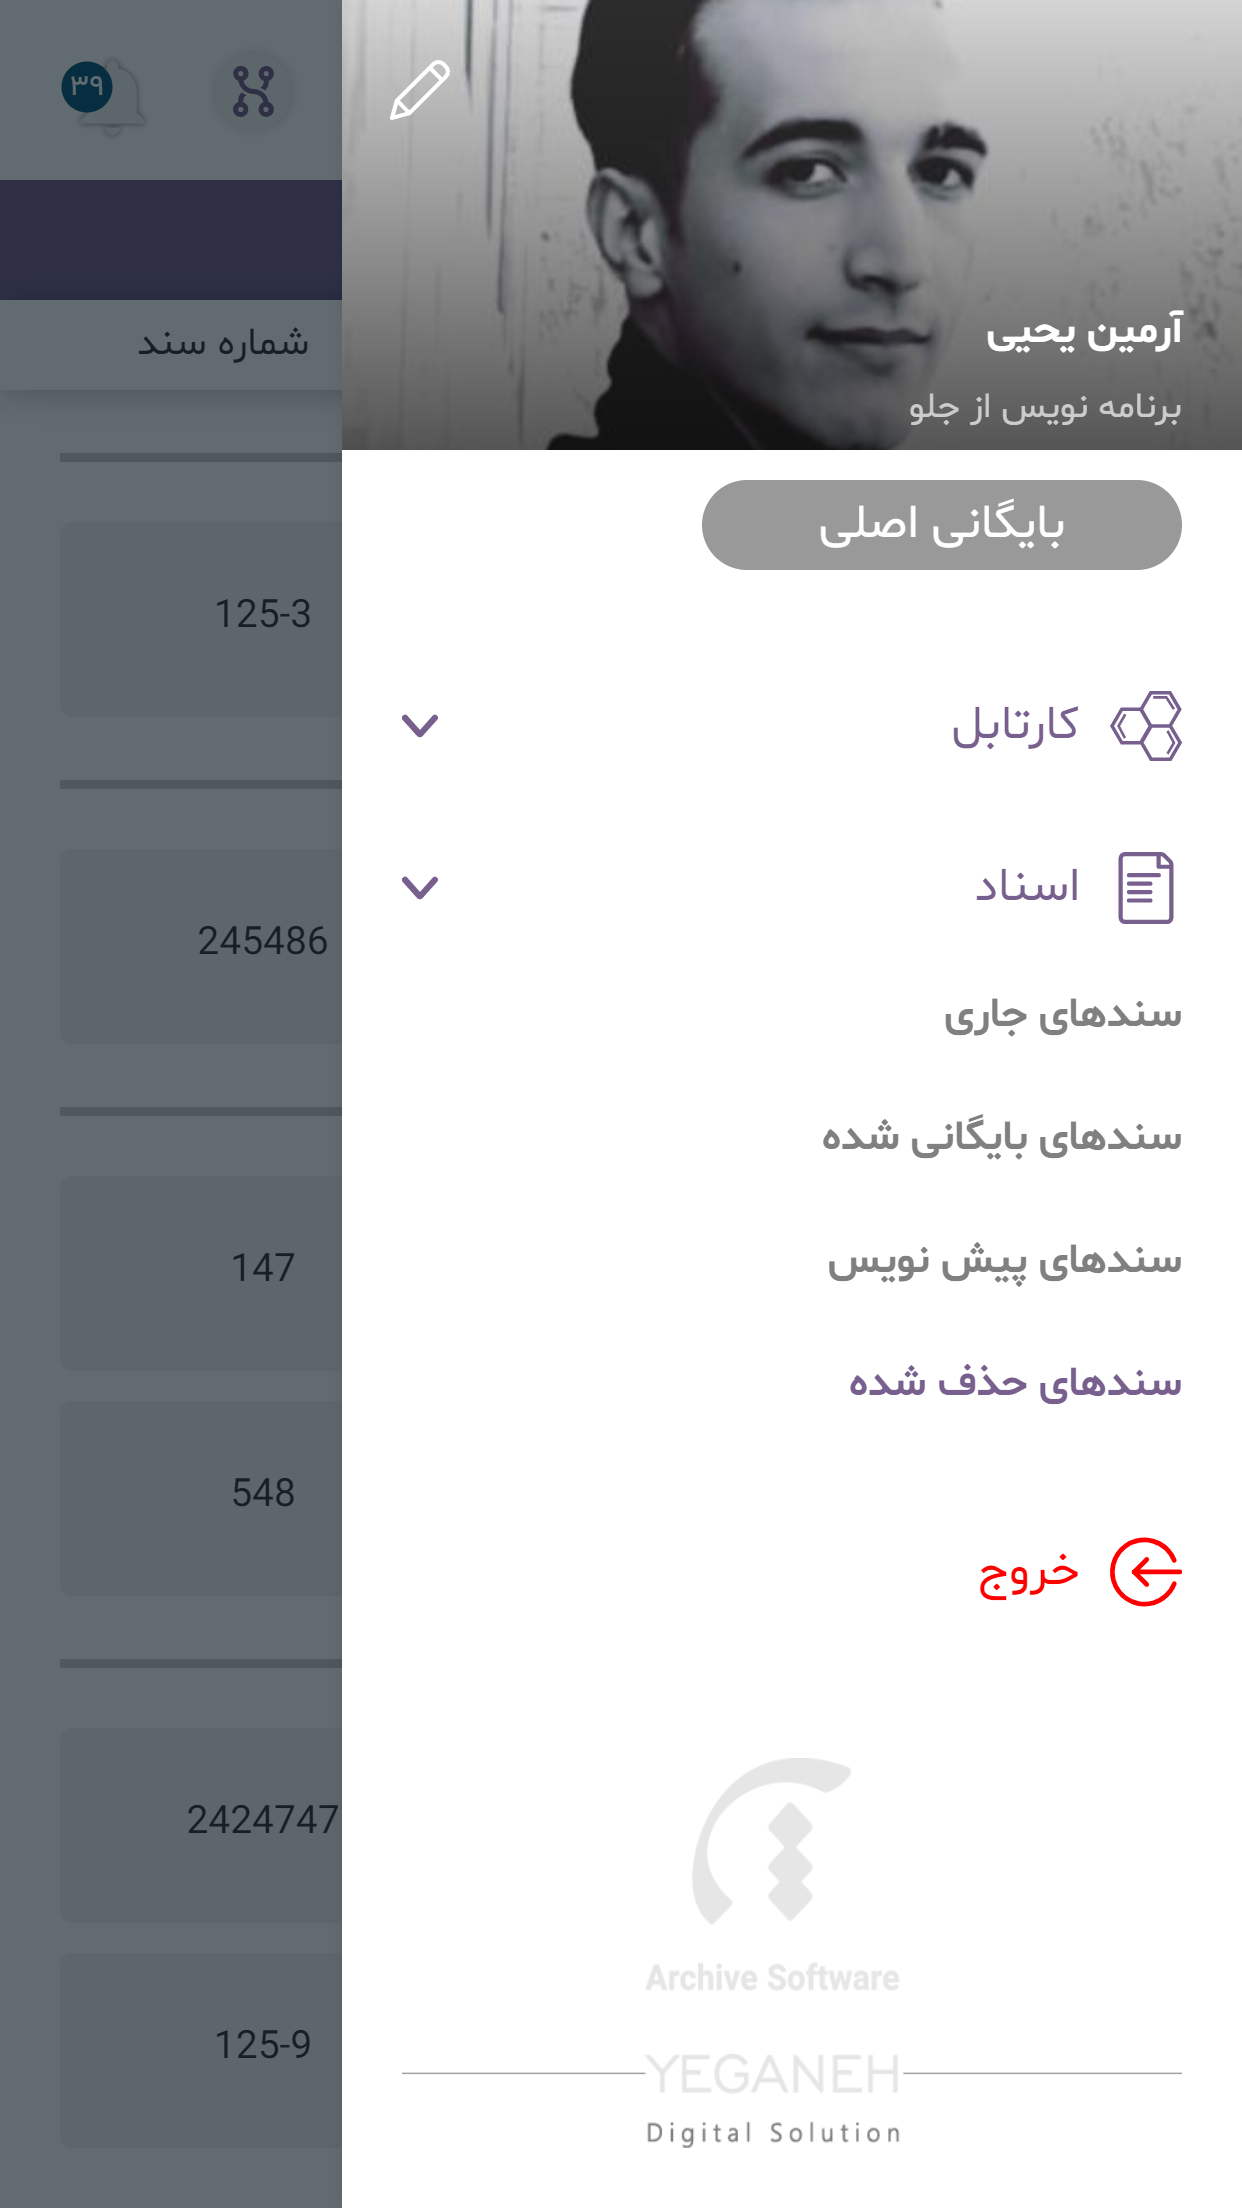 ۳۹
شماره سند
125-3
245486
147
548
2424747
125-9
آرمین یحیی
برنامه نویس از جلو
بایگانی اصلی
کارتابل
اسناد
سندهای جاری
سندهای بایگانی شده
سندهای پیش نویس
سندهای حذف شده
خروج
Archive Software
YEGANEH
Digital Solution